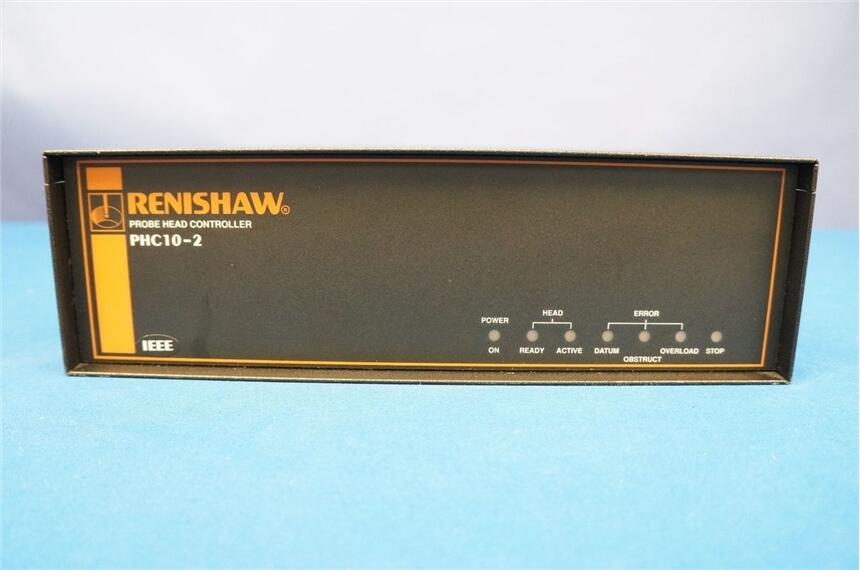 RENISHAW®
PROBE HEAD CONTROLLER
PHC10-2
IEEE
POWER
ON
HEAD
READY ACTIVE
ERROR
DATUM OBSTRUCT OVERLOAD
STOP